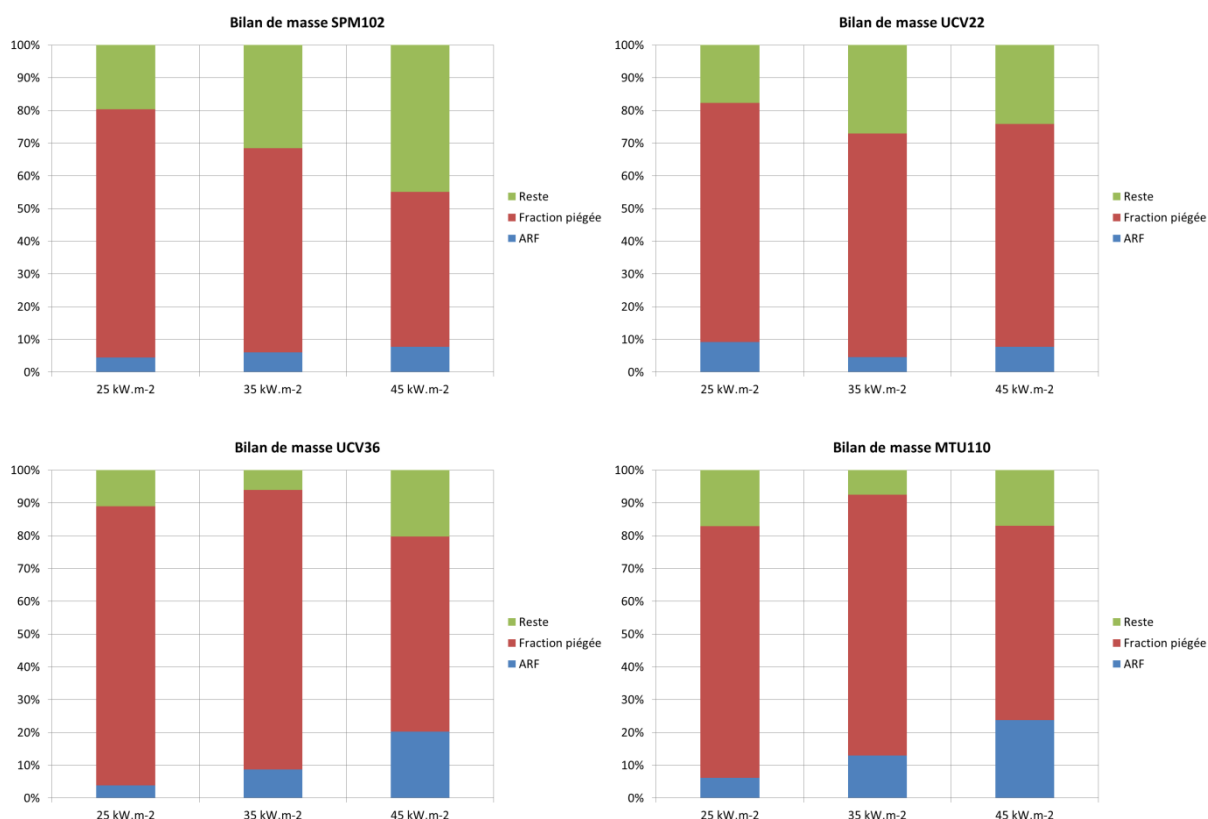 Bilan de masse SPM102
100%
90%
80%
70%
60%
50%
40%
30%
20%
10%
0%
25 kW.m-2 35 kW.m-2 45 kW.m-2
Reste
Fraction piégée
ARF
Bilan de masse UCV22
100%
90%
80%
70%
60%
50%
40%
30%
20%
10%
0%
25 kW.m-2 35 kW.m-2 45 kW.m-2
Reste
Fraction piégée
ARF
Bilan de masse UCV36
100%
90%
80%
70%
60%
50%
40%
30%
20%
10%
0%
25 kW.m-2 35 kW.m-2 45 kW.m-2
Reste
Fraction piégée
ARF
Bilan de masse MTU110
100%
90%
80%
70%
60%
50%
40%
30%
20%
10%
0%
25 kW.m-2 35 kW.m-2 45 kW.m-2
Reste
Fraction piégée
ARF